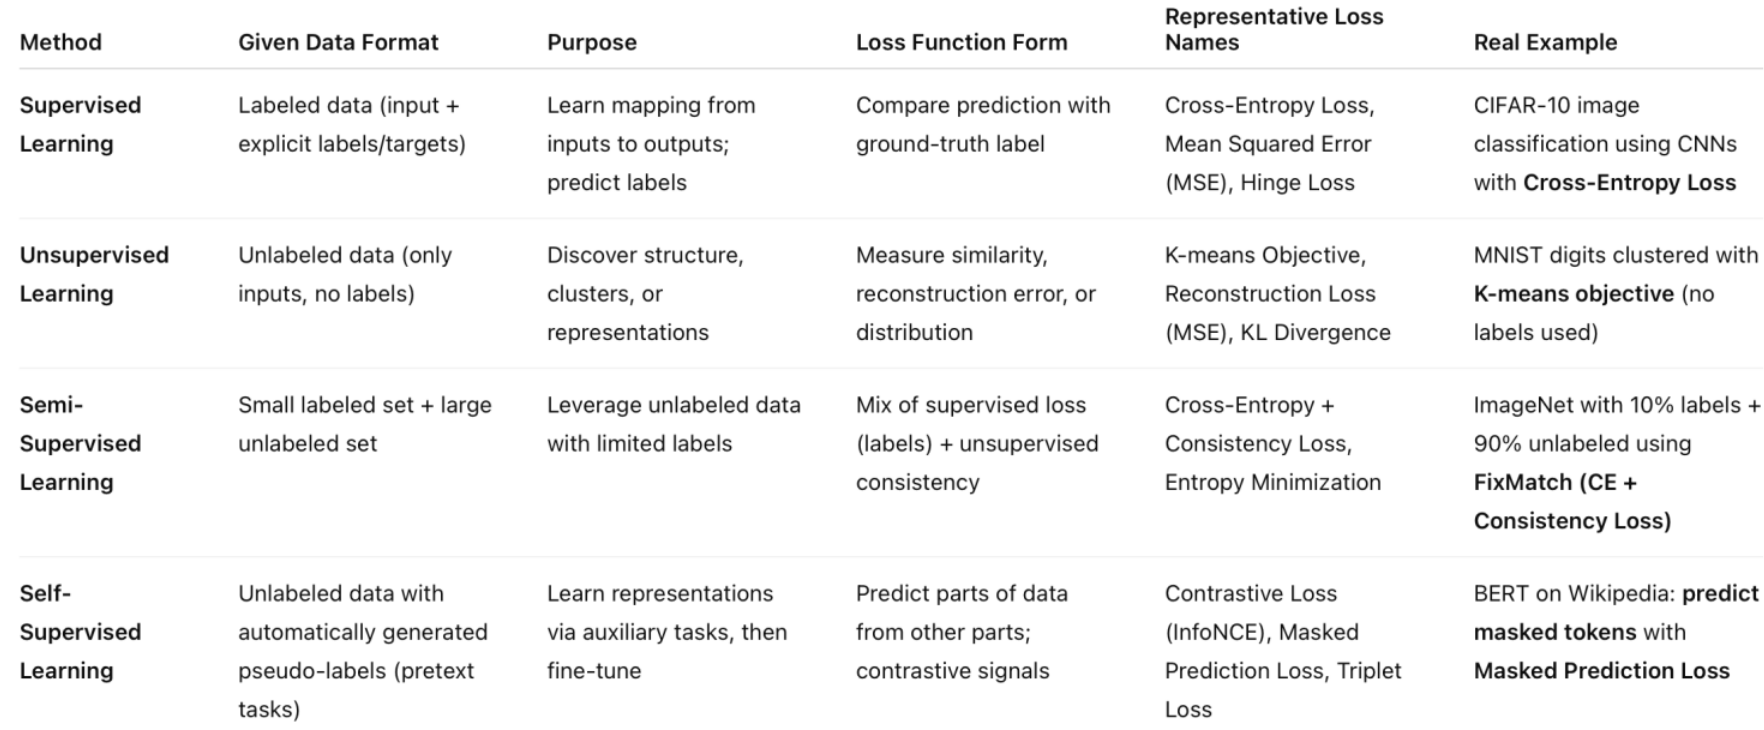 Method
Given Data Format
Purpose
Loss Function Form
Representative Loss
Names
Real Example
Supervised
Learning
Labeled data (input +
explicit labels/targets)
Learn mapping from
inputs to outputs;
predict labels
Compare prediction with
ground-truth label
Cross-Entropy Loss,
Mean Squared Error
(MSE), Hinge Loss
CIFAR-10 image
classification using CNNs
with Cross-Entropy Loss
Unsupervised
Learning
Unlabeled data (only
inputs, no labels)
Discover structure,
clusters, or
representations
Measure similarity,
reconstruction error, or
distribution
K-means Objective,
Reconstruction Loss
(MSE), KL Divergence
MNIST digits clustered with
K-means objective (no
labels used)
Semi-
Supervised
Learning
Small labeled set + large
unlabeled set
Leverage unlabeled data
with limited labels
Mix of supervised loss
(labels) + unsupervised
consistency
Cross-Entropy +
Consistency Loss,
Entropy Minimization
ImageNet with 10% labels +
90% unlabeled using
FixMatch (CE +
Consistency Loss)
Self-
Supervised
Learning
Unlabeled data with
automatically generated
pseudo-labels (pretext
tasks)
Learn representations
via auxiliary tasks, then
fine-tune
Predict parts of data
from other parts;
contrastive signals
Contrastive Loss
(InfoNCE), Masked
Prediction Loss, Triplet
Loss
BERT on Wikipedia: predict
masked tokens with
Masked Prediction Loss